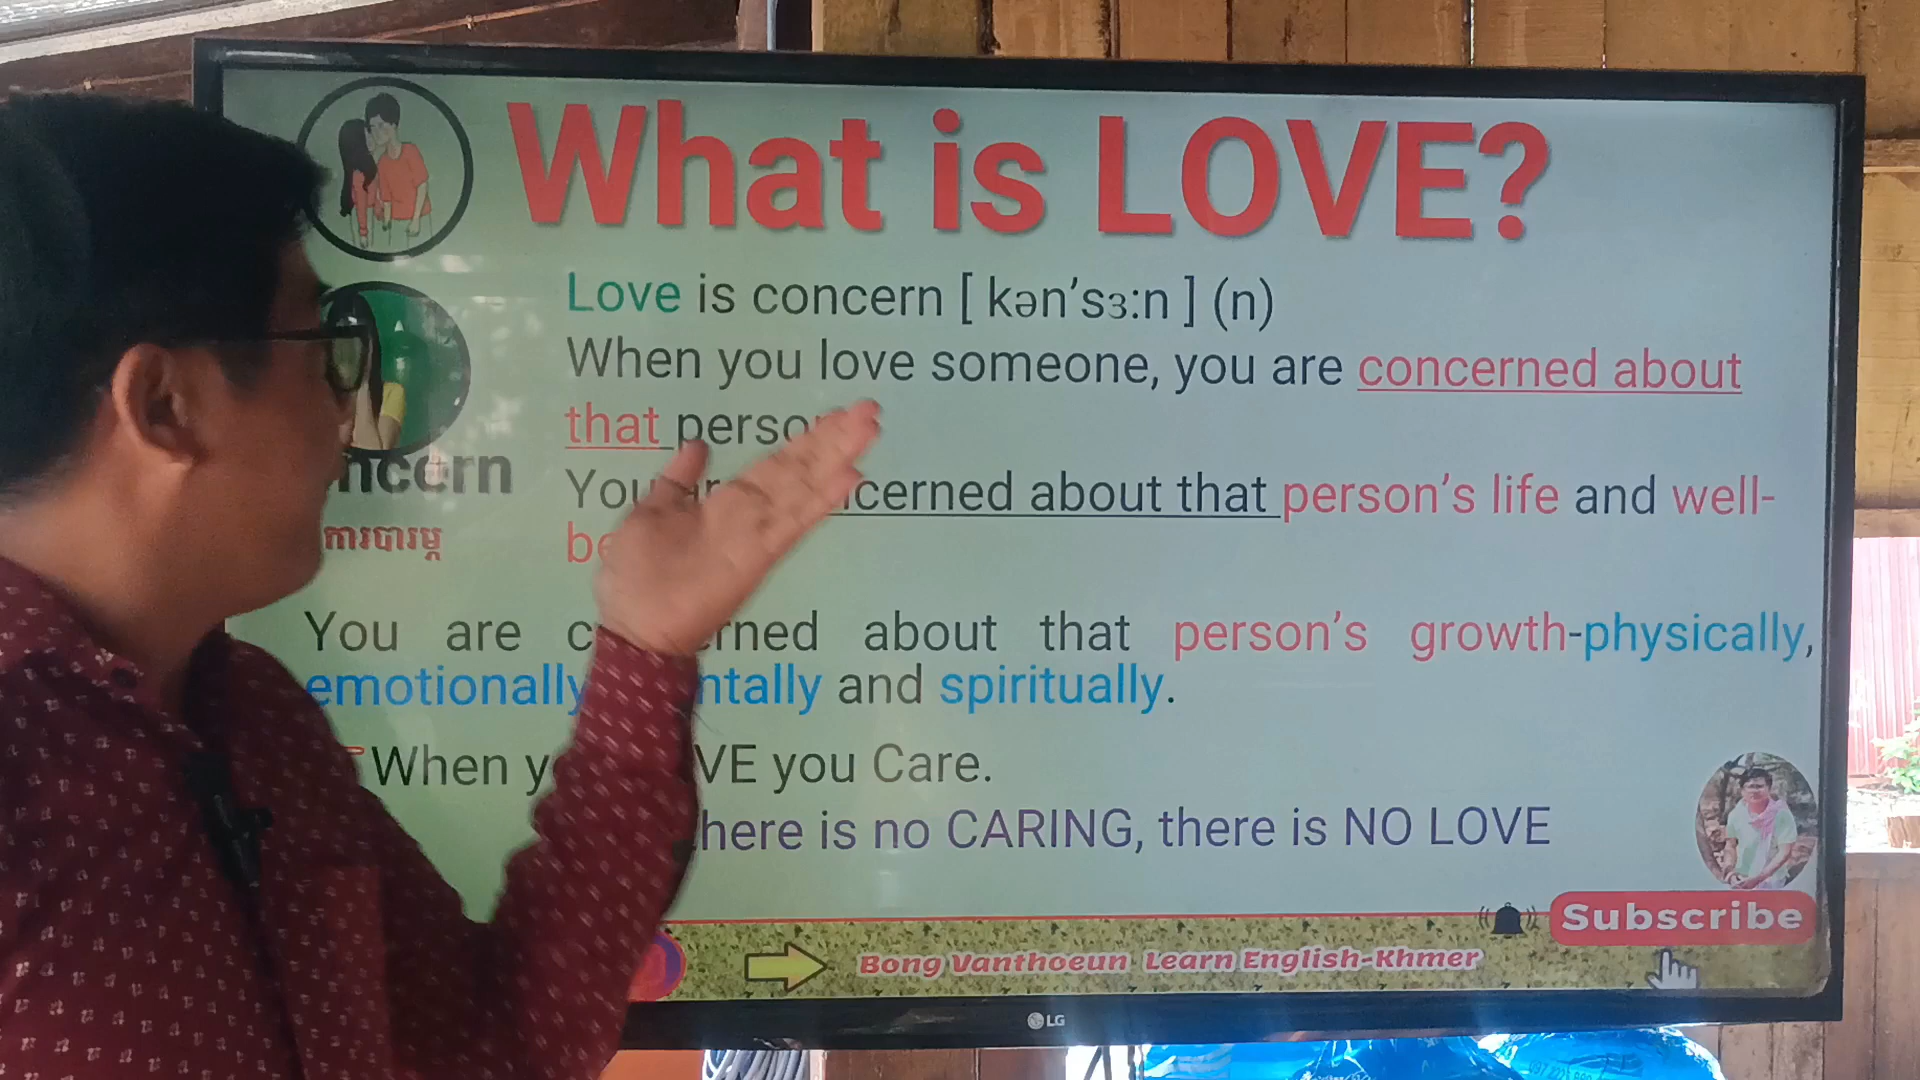 What is LOVE?
Love is concern [ kən′sɜ:n ] (n)
When you love someone, you are concerned about
that
ncern
cerned about that person's life and well-
ការបារម្ភ
You are about that person's growth-physically,
emotionally and spiritually.
When VE you Care.
here is no CARING, there is NO LOVE
Subscribe
Bong Vanthoeun Learn English-Khmer
LG